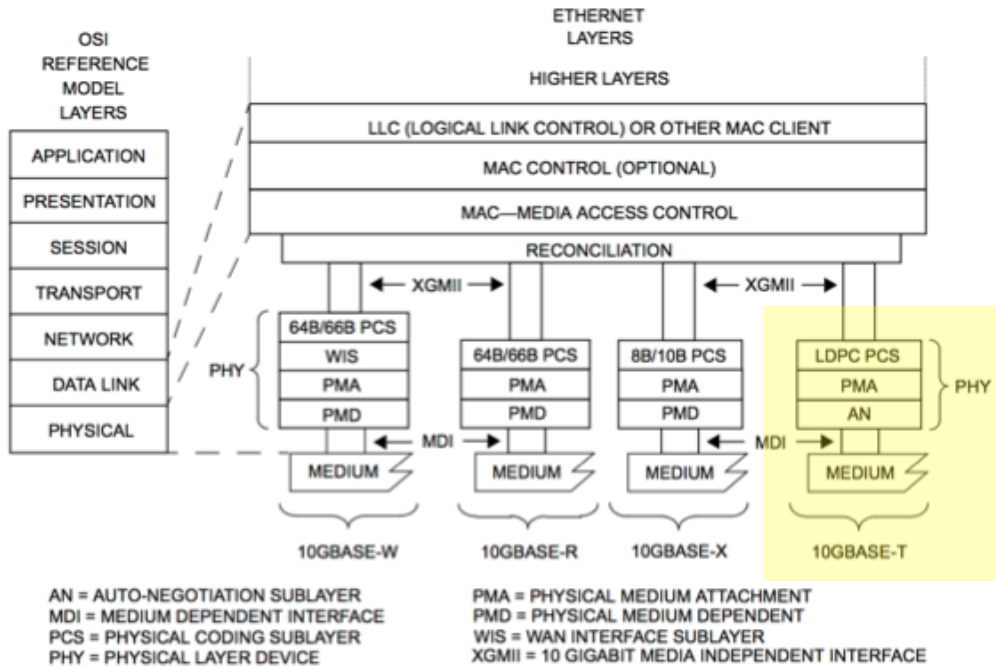 OSI
REFERENCE
MODEL
LAYERS
APPLICATION
PRESENTATION
SESSION
TRANSPORT
NETWORK
DATA LINK
PHYSICAL
ETHERNET
LAYERS
HIGHER LAYERS
LLC (LOGICAL LINK CONTROL) OR OTHER MAC CLIENT
MAC CONTROL (OPTIONAL)
MAC—MEDIA ACCESS CONTROL
RECONCILIATION
XGMII
XGMII
PHY
64B/66B PCS
WIS
PMA
PMD
64B/66B PCS
PMA
PMD
8B/10B PCS
PMA
PMD
LDPC PCS
PMA
AN
PHY
MDI
MDI
MEDIUM
MEDIUM
MEDIUM
MEDIUM
10GBASE-W
10GBASE-R
10GBASE-X
10GBASE-T
AN = AUTO-NEGOTIATION SUBLAYER
MDI = MEDIUM DEPENDENT INTERFACE
PCS = PHYSICAL CODING SUBLAYER
PHY = PHYSICAL LAYER DEVICE
PMA = PHYSICAL MEDIUM ATTACHMENT
PMD = PHYSICAL MEDIUM DEPENDENT
WIS = WAN INTERFACE SUBLAYER
XGMII = 10 GIGABIT MEDIA INDEPENDENT INTERFACE